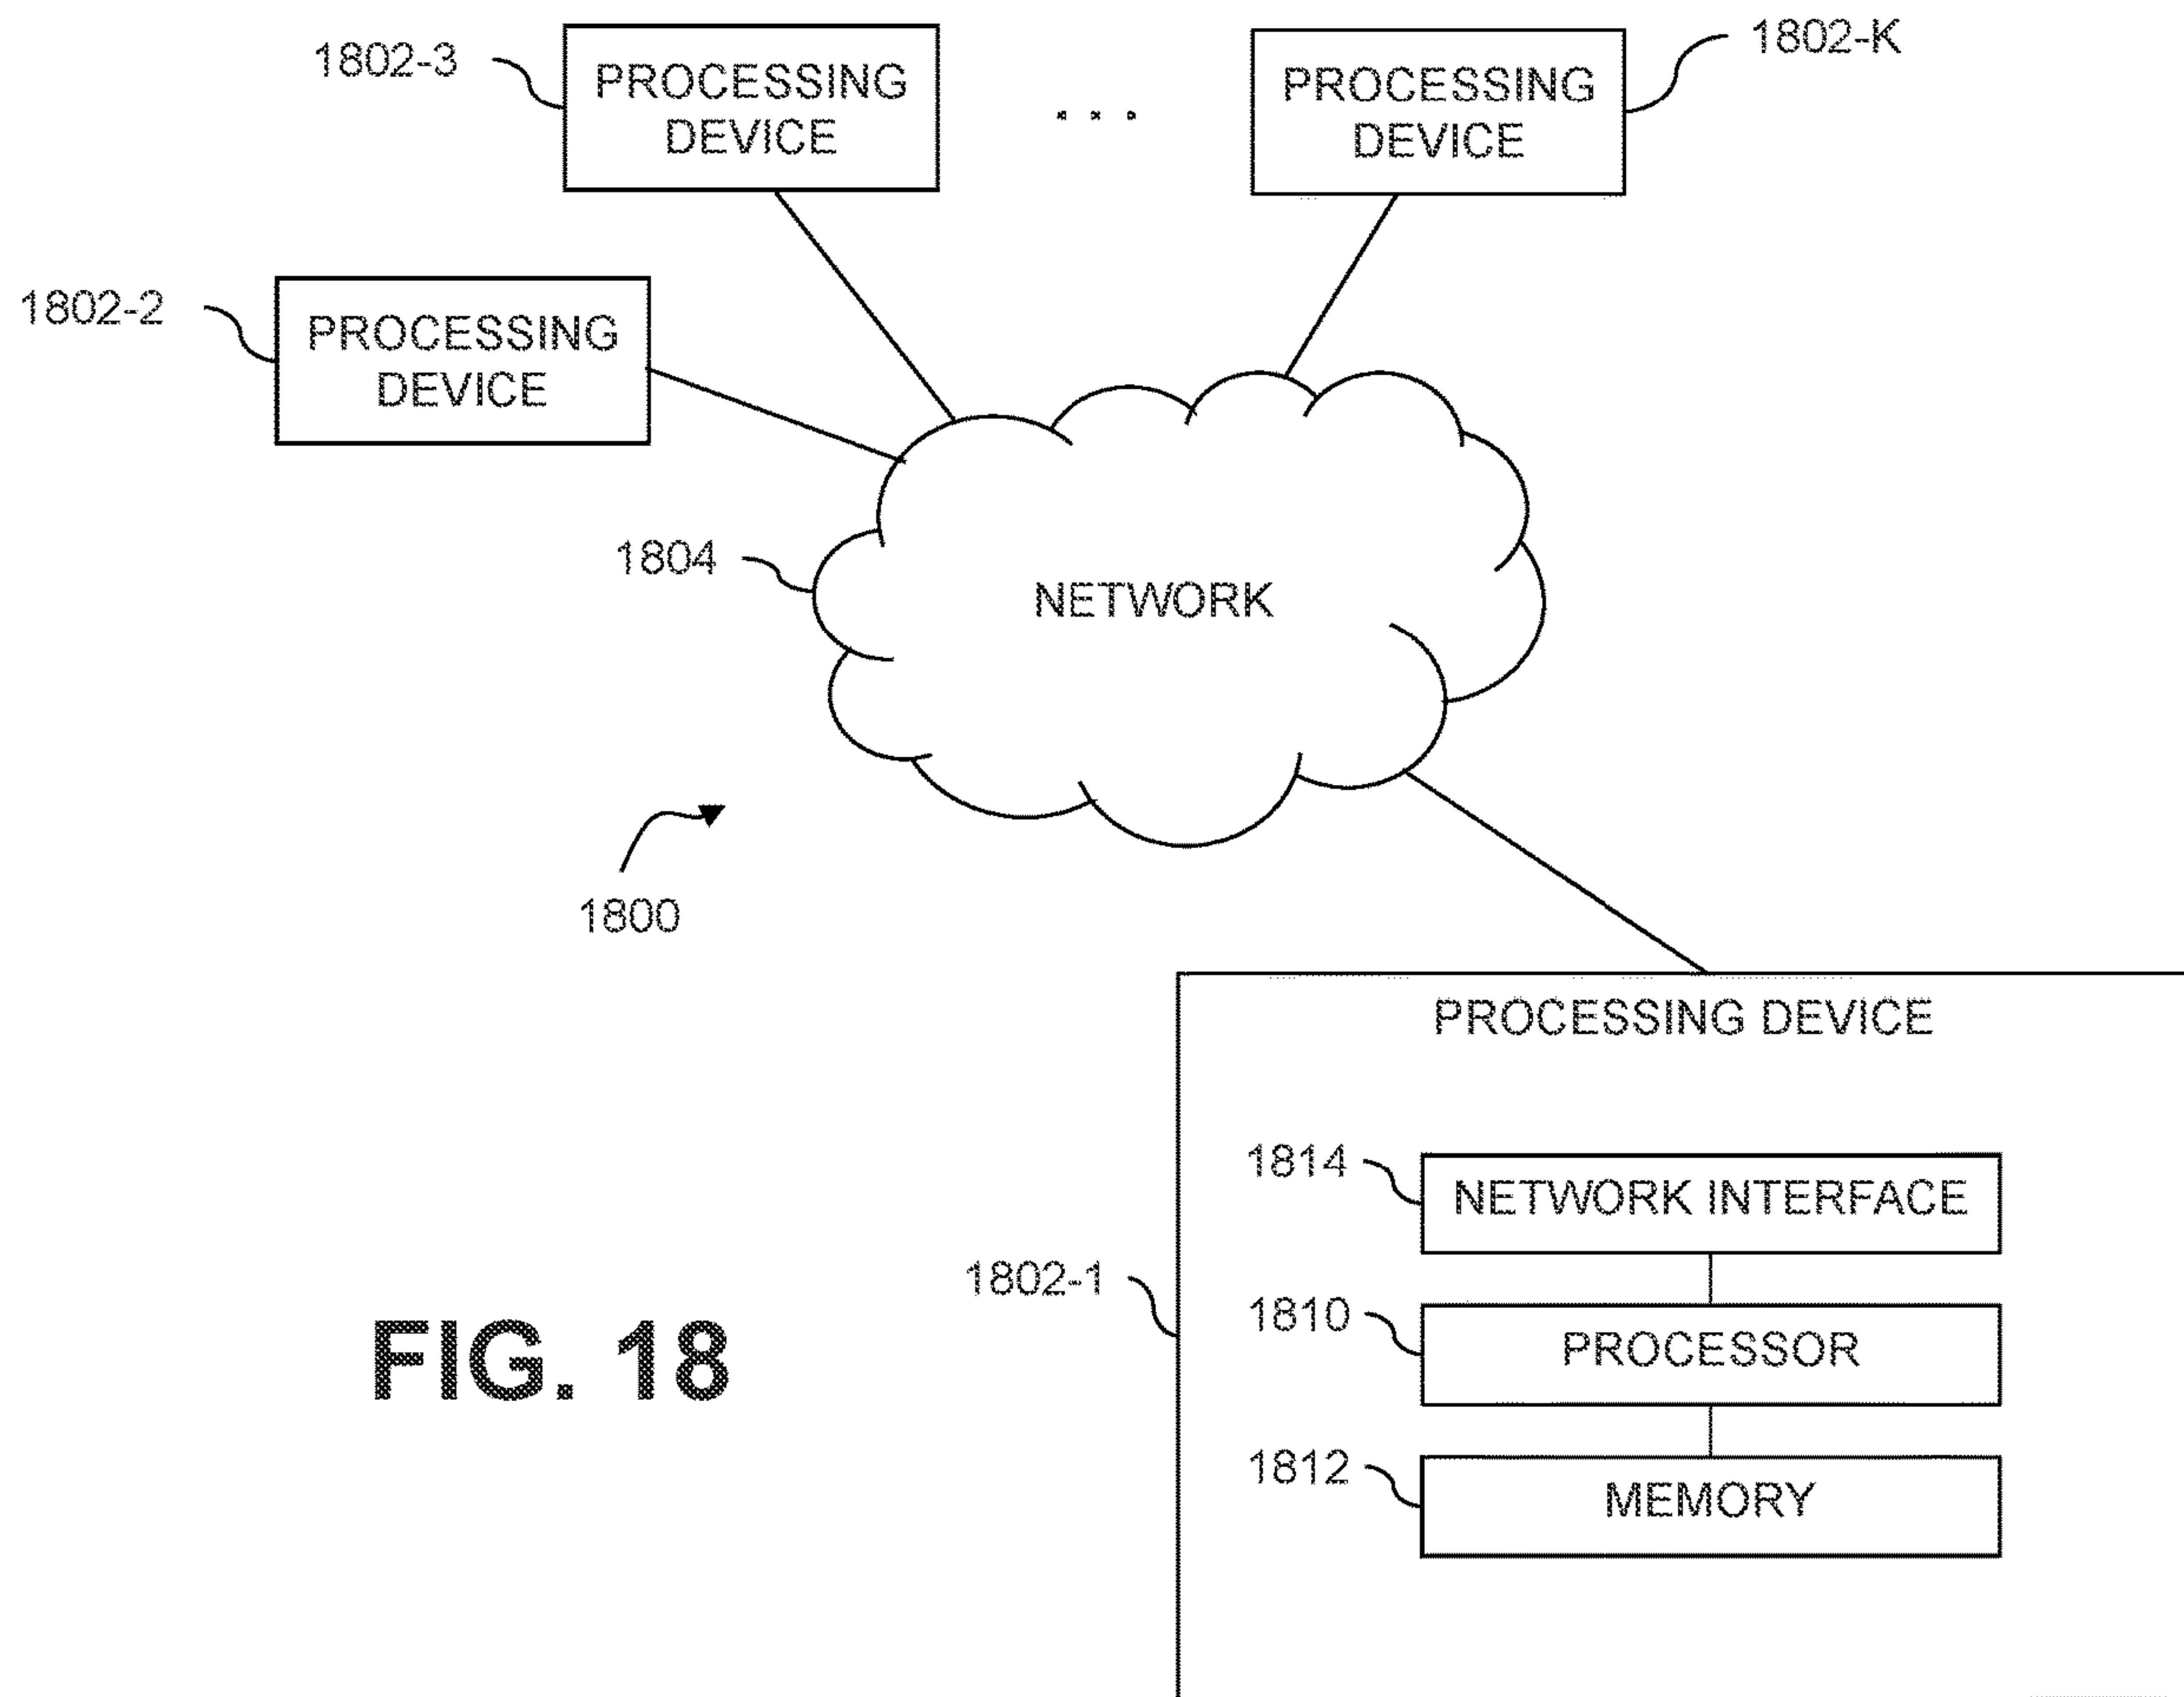 1802-3
PROCESSING
DEVICE
. . .
PROCESSING
DEVICE
1802-K
1802-2
PROCESSING
DEVICE
1804
NETWORK
1800
PROCESSING DEVICE
1814
NETWORK INTERFACE
1802-1
1810
PROCESSOR
1812
MEMORY
FIG. 18